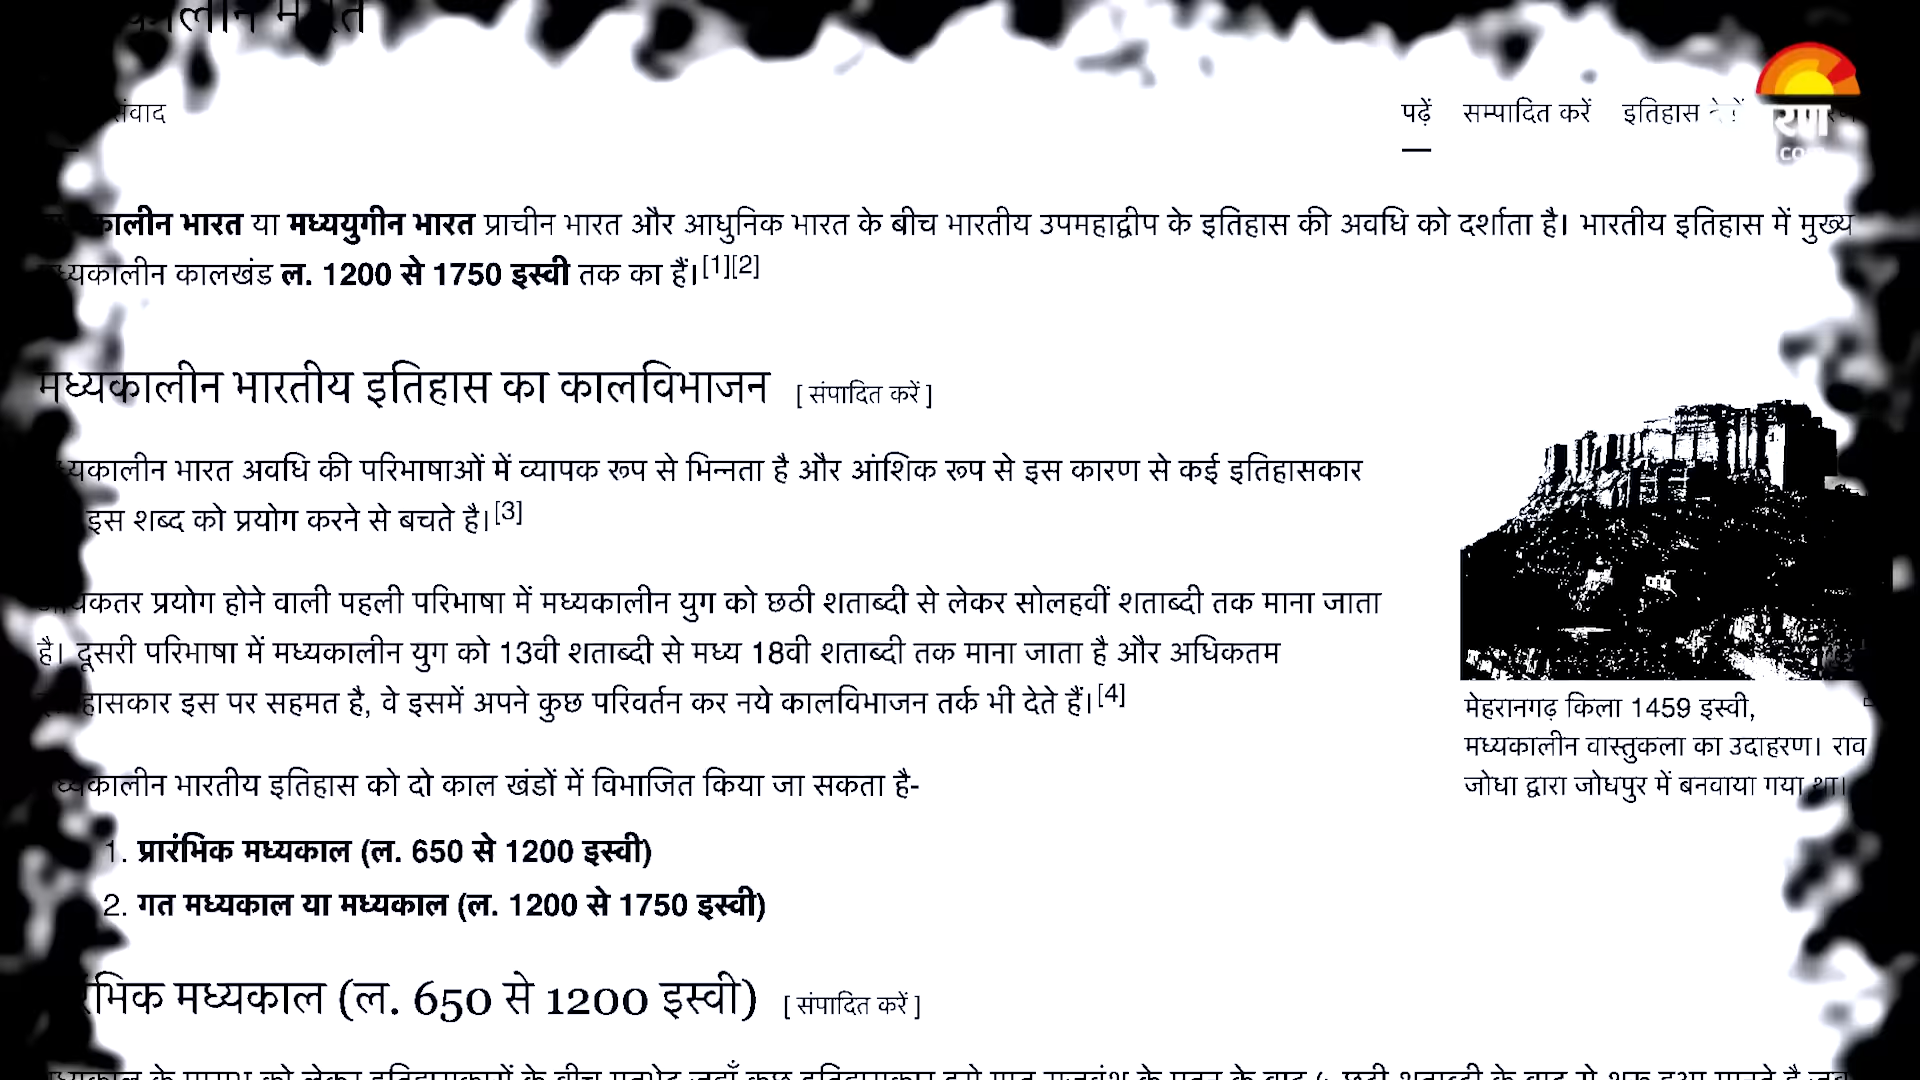 संवाद
पढ़ें सम्पादित करें इतिहास
कालीन भारत या मध्ययुगीन भारत प्राचीन भारत और आधुनिक भारत के बीच भारतीय उपमहाद्वीप के इतिहास की अवधि को दर्शाता है। भारतीय इतिहास में मुख्य
मध्यकालीन कालखंड ल. 1200 से 1750 इस्वी तक का हैं।[1][2]
मध्यकालीन भारतीय इतिहास का कालविभाजन [ संपादित करें ]
मध्यकालीन भारत अवधि की परिभाषाओं में व्यापक रूप से भिन्नता है और आंशिक रूप से इस कारण से कई इतिहासकार
इस शब्द को प्रयोग करने से बचते है।[3]
अधिकतर प्रयोग होने वाली पहली परिभाषा में मध्यकालीन युग को छठी शताब्दी से लेकर सोलहवीं शताब्दी तक माना जाता
है। दूसरी परिभाषा में मध्यकालीन युग को 13वी शताब्दी से मध्य 18वी शताब्दी तक माना जाता है और अधिकतम
इतिहासकार इस पर सहमत है, वे इसमें अपने कुछ परिवर्तन कर नये कालविभाजन तर्क भी देते हैं।[4]
मध्यकालीन भारतीय इतिहास को दो काल खंडों में विभाजित किया जा सकता है-
1. प्रारंभिक मध्यकाल (ल. 650 से 1200 इस्वी)
2. गत मध्यकाल या मध्यकाल (ल. 1200 से 1750 इस्वी)
मेहरानगढ़ किला 1459 इस्वी,
मध्यकालीन वास्तुकला का उदाहरण। राव
जोधा द्वारा जोधपुर में बनवाया गया था।
प्रारंभिक मध्यकाल (ल. 650 से 1200 इस्वी) [ संपादित करें ]